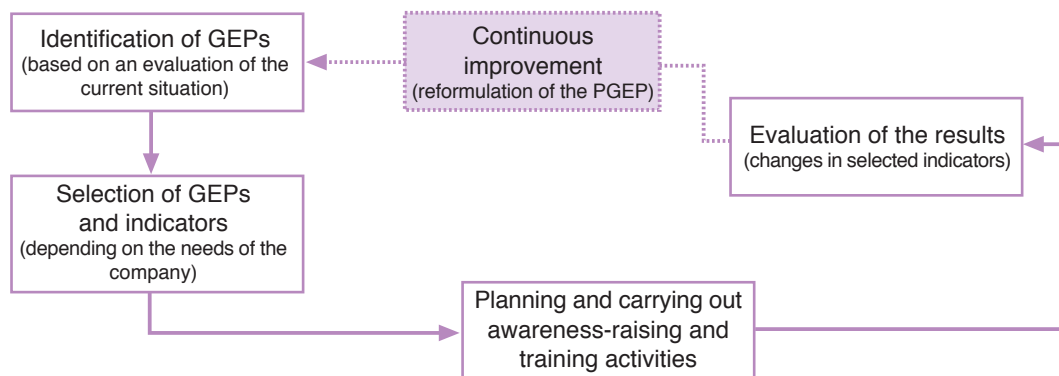 Identification of GEPs
(based on an evaluation of the
current situation)
Continuous
improvement
(reformulation of the PGEP)
Evaluation of the results
(changes in selected indicators)
Selection of GEPs
and indicators
(depending on the needs of the
company)
Planning and carrying out
awareness-raising and
training activities